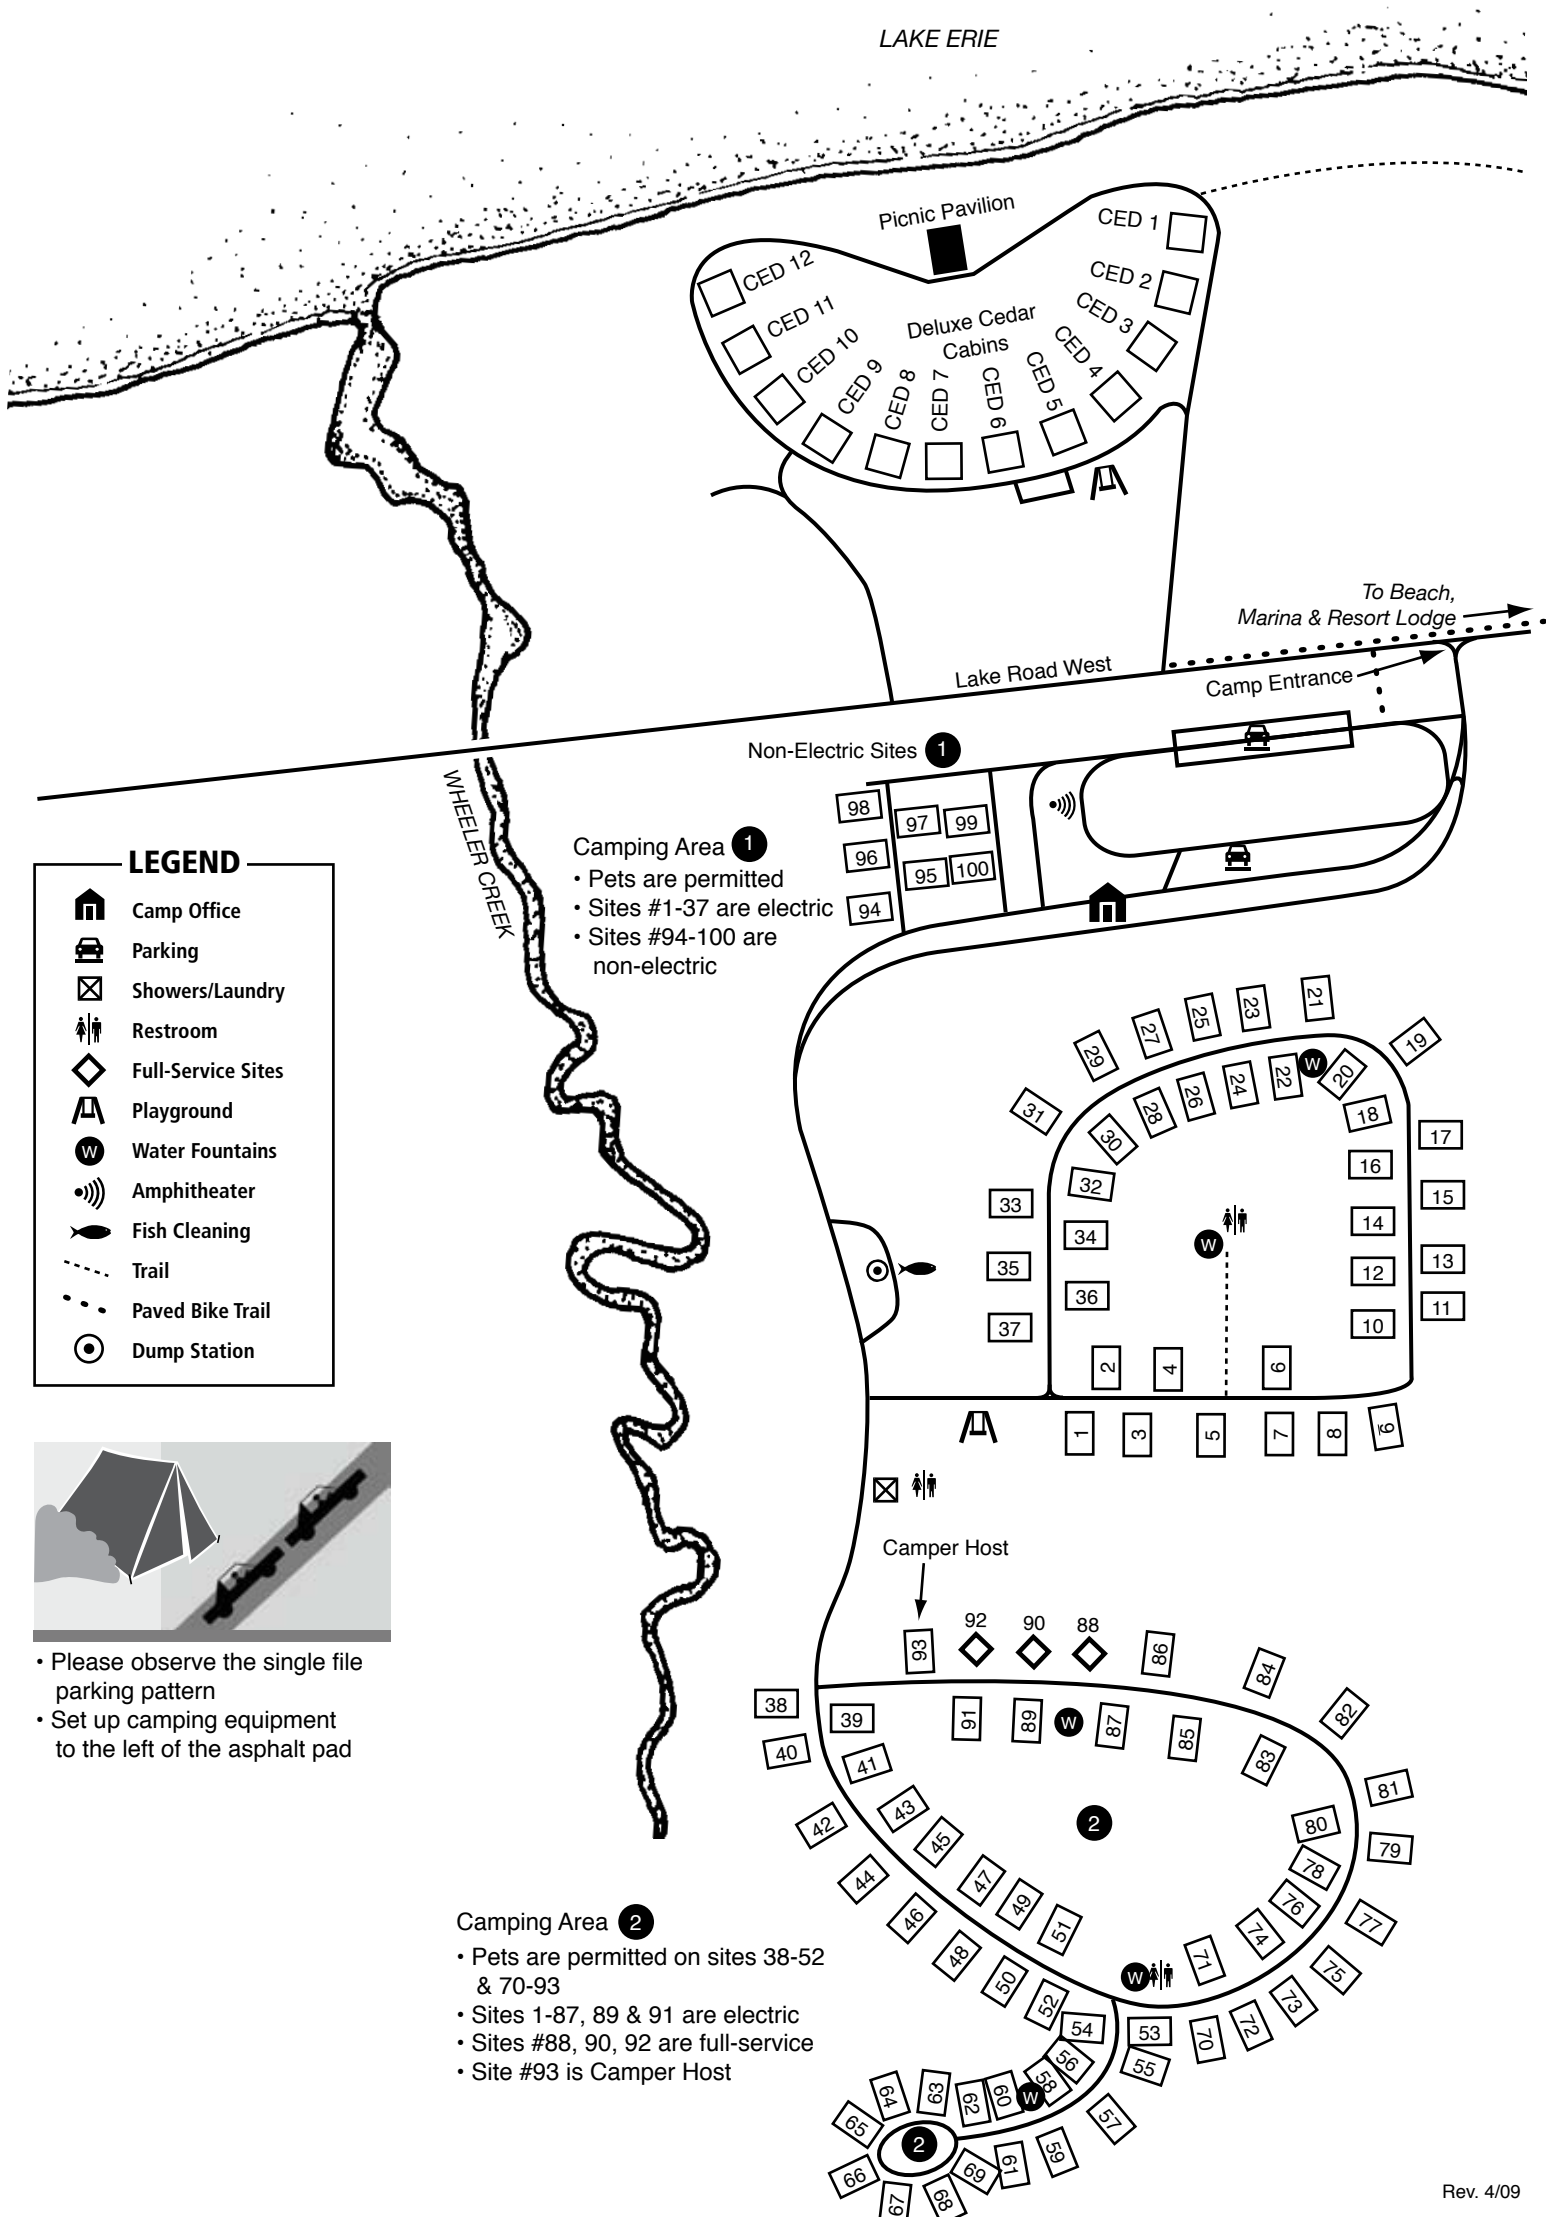 LAKE ERIE
Picnic Pavilion
CED 1
CED 2
CED 3
CED 4
CED 5
CED 6
CED 7
CED 8
CED 9
CED 10
CED 11
CED 12
Deluxe Cedar
Cabins
To Beach,
Marina & Resort Lodge
Lake Road West
Camp Entrance
Non-Electric Sites 1
WHEELER CREEK
Camping Area 1
• Pets are permitted
• Sites #1-37 are electric
• Sites #94-100 are
non-electric
98
97
99
96
95
100
94
LEGEND
Camp Office
Parking
Showers/Laundry
Restroom
Full-Service Sites
Playground
W Water Fountains
Amphitheater
Fish Cleaning
Trail
Paved Bike Trail
Dump Station
21
23
25
27
29
31
19
W
20
22
24
26
28
30
18
17
16
32
33
15
14
34
W
35
13
12
36
11
10
37
2
4
6
1
3
5
7
8
9
Camper Host
93
92
90
88
86
84
82
38
39
91
89
W
87
85
83
40
41
81
42
43
45
2
80
79
44
47
49
51
78
76
46
77
74
48
71
75
50
W
73
52
72
54
53
70
56
55
58
W
60
62
63
64
57
65
59
2
61
69
66
67
68
• Please observe the single file
parking pattern
• Set up camping equipment
to the left of the asphalt pad
Camping Area 2
• Pets are permitted on sites 38-52
& 70-93
• Sites 1-87, 89 & 91 are electric
• Sites #88, 90, 92 are full-service
• Site #93 is Camper Host
Rev. 4/09